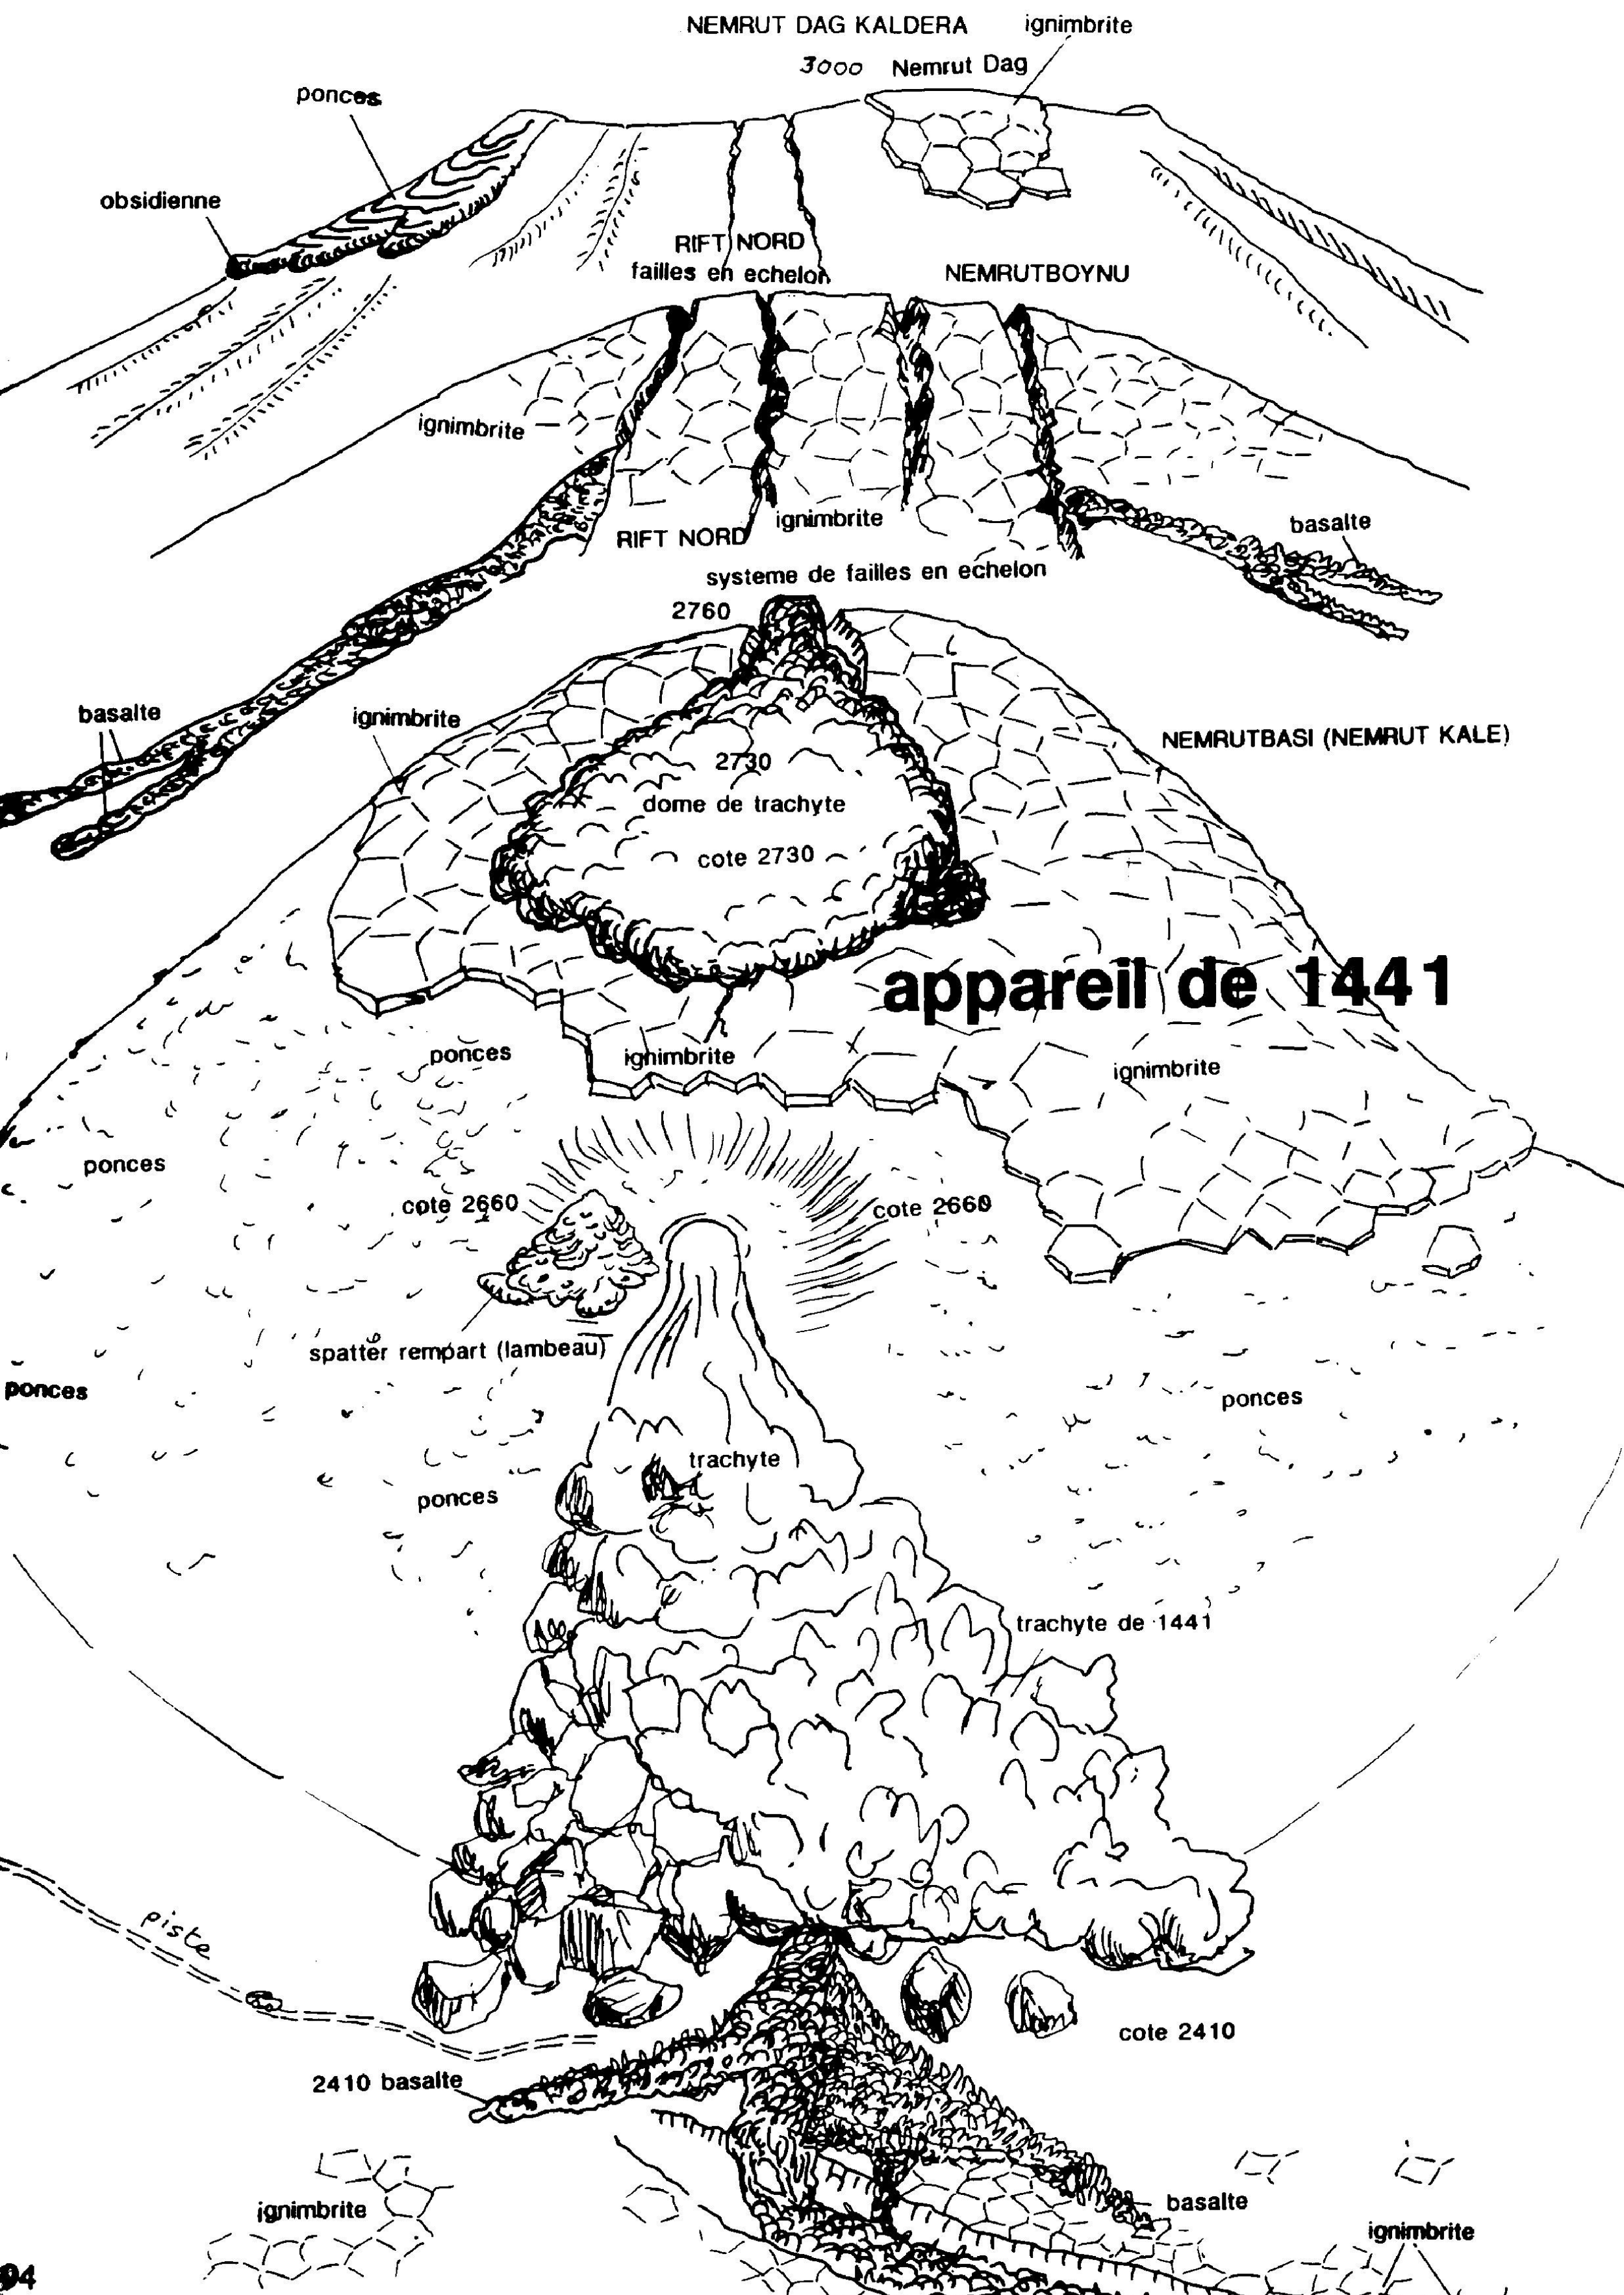 NEMRUT DAG KALDERA
ignimbrite
3000 Nemrut Dag
ponces
obsidienne
RIFT NORD
failles en echelon
NEMRUTBOYNU
ignimbrite
ignimbrite
RIFT NORD
basalte
systeme de failles en echelon
2760
basalte
ignimbrite
NEMRUTBASI (NEMRUT KALE)
2730
dome de trachyte
cote 2730
appareil de 1441
ponces
ignimbrite
ignimbrite
ponces
cote 2660
cote 2660
spatter rempart (lambeau)
ponces
ponces
trachyte
ponces
trachyte de 1441
piste
cote 2410
2410 basalte
basalte
ignimbrite
ignimbrite
94